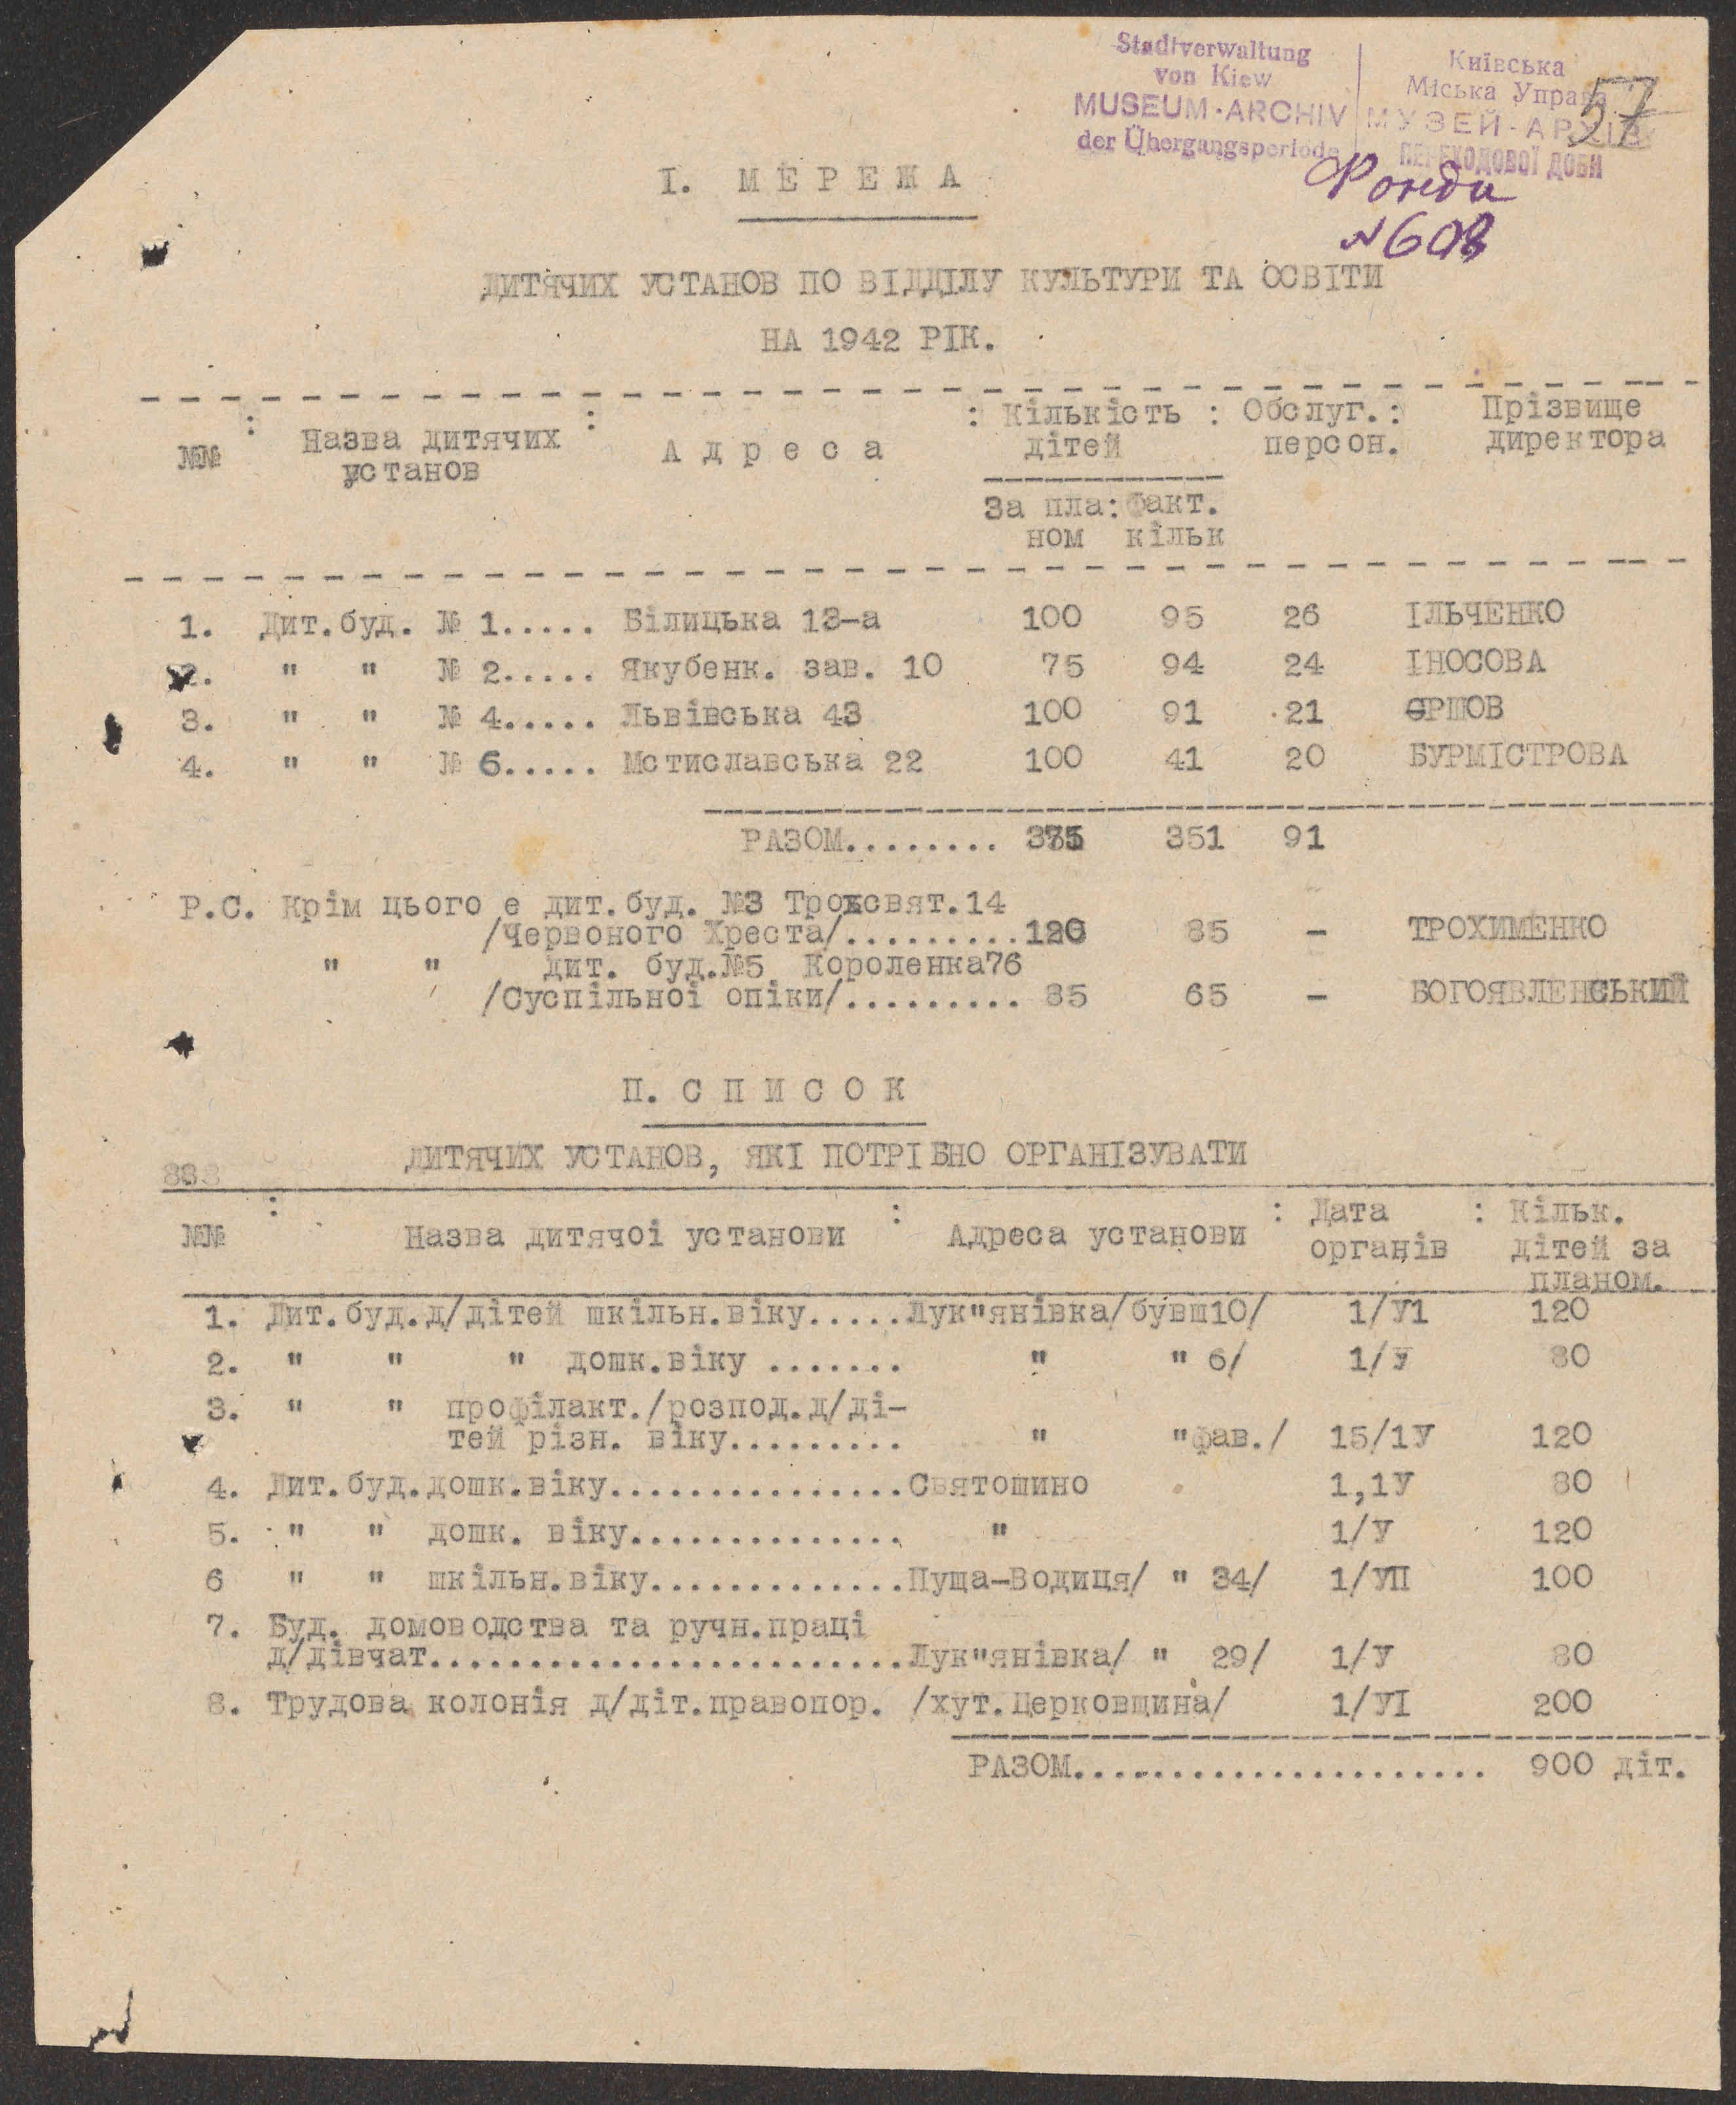 Stadtverwaltung
von Kiew
MUSEUM-ARCHIV
der Übergangsperiode
Київська
Міська Управа
МУЗЕЙ-АРХІВ
ПЕРЕХОДОВОЇ ДОБИ
57
Фонди
N 608
І. МЕРЕЖА
ДИТЯЧИХ УСТАНОВ ПО ВІДДІЛУ КУЛЬТУРИ ТА ОСВІТИ
НА 1942 РІК.
№№ : Назва дитячих установ : Адреса : Кількість дітей : Обслуг. персон. : Прізвище директора
За пла: Факт.
ном кільк
1. Дит.буд. № 1..... Білицька 13-а 100 95 26 ІЛЬЧЕНКО
2. " " № 2..... Якубенк. зав. 10 75 94 24 ІНОСОВА
3. " " № 4..... Львівська 43 100 91 21 ЄРШОВ
4. " " № 6..... Мстиславська 22 100 41 20 БУРМІСТРОВА
РАЗОМ........ 375 351 91
Р.С. Крім цього е дит.буд. №3 Трохсвят.14
/Червоного Хреста/.........120 85 - ТРОХИМЕНКО
" " дит. буд.№5 Короленка76
/Суспільної опіки/......... 85 65 - БОГОЯВЛЕНСЬКИЙ
П. СПИСОК
ДИТЯЧИХ УСТАНОВ, ЯКІ ПОТРІБНО ОРГАНІЗУВАТИ
888
№№ : Назва дитячої установи : Адреса установи : Дата органів : Кільк. дітей за планом.
1. Дит.буд.д/дітей шкільн.віку.....Лук"янівка/бувш10/ 1/У1 120
2. " " " дошк.віку ....... " " 6/ 1/У 80
3. " " профілакт./розпод.д/ді-
тей різн. віку......... " "фав./ 15/1У 120
4. Дит.буд.дошк.віку...............Святошино 1,1У 80
5. " " дошк. віку.............. " 1/У 120
6 " " шкільн.віку.............Пуща-Водиця/ " 34/ 1/УП 100
7. Буд. домоводства та ручн.праці
д/дівчат........................Лук"янівка/ " 29/ 1/У 80
8. Трудова колонія д/діт.правопор. /хут.Церковщина/ 1/УІ 200
РАЗОМ..................... 900 діт.